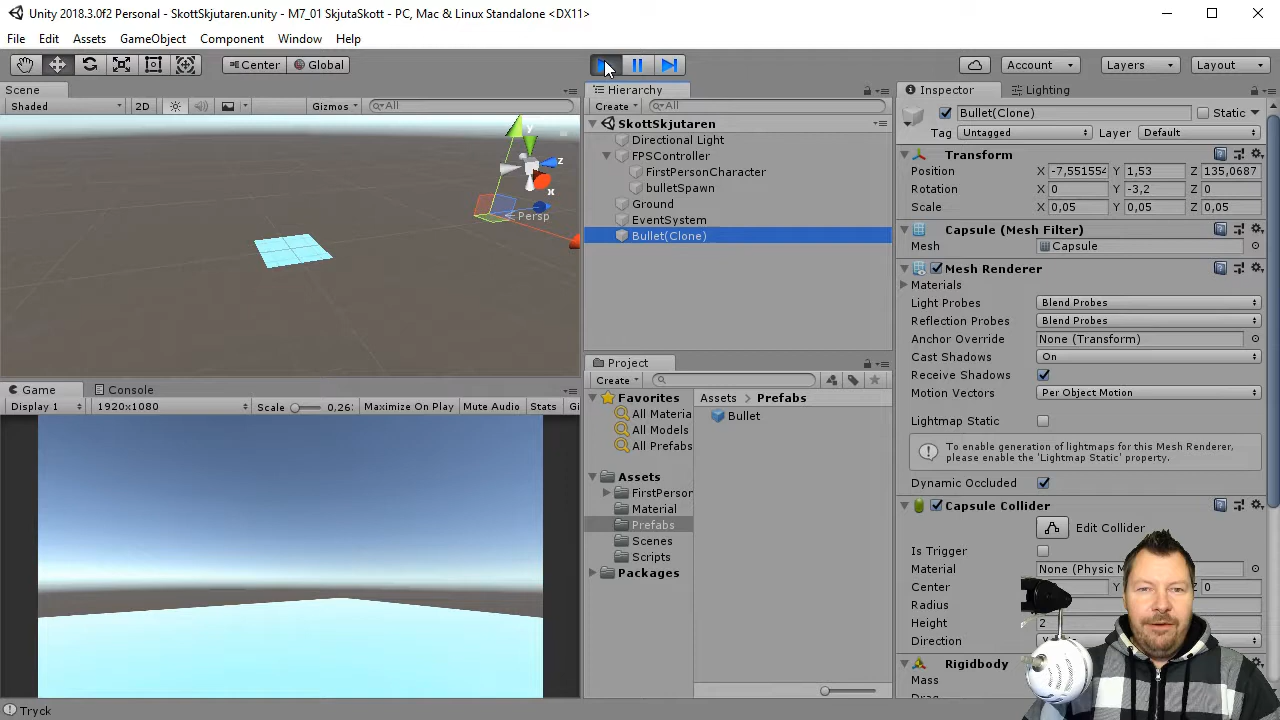 Unity 2018.3.0f2 Personal - SkottSkjutaren.unity - M7_01 SkjutaSkott - PC, Mac & Linux Standalone <DX11>
File Edit Assets GameObject Component Window Help
Center Global Account Layers Layout
Scene
Shaded 2D Gizmos All
y
z
x
Persp
Game Console
Display 1 1920x1080 Scale 0,26: Maximize On Play Mute Audio Stats Gi
Hierarchy
Create All
SkottSkjutaren
Directional Light
FPSController
FirstPersonCharacter
bulletSpawn
Ground
EventSystem
Bullet(Clone)
Project
Create
Favorites
All Materia
All Models
All Prefabs
Assets
FirstPerson
Material
Prefabs
Scenes
Scripts
Packages
Assets > Prefabs
Bullet
Inspector Lighting
Bullet(Clone) Static
Tag Untagged Layer Default
Transform
Position X -7,551554 Y 1,53 Z 135,0687
Rotation X 0 Y -3,2 Z 0
Scale X 0,05 Y 0,05 Z 0,05
Capsule (Mesh Filter)
Mesh Capsule
Mesh Renderer
Materials
Light Probes Blend Probes
Reflection Probes Blend Probes
Anchor Override None (Transform)
Cast Shadows On
Receive Shadows
Motion Vectors Per Object Motion
Lightmap Static
To enable generation of lightmaps for this Mesh Renderer,
please enable the 'Lightmap Static' property.
Dynamic Occluded
Capsule Collider
Edit Collider
Is Trigger
Material None (Physic M
Center Y Z 0
Radius
Height 2
Direction
Rigidbody
Mass
Drag
Tryck